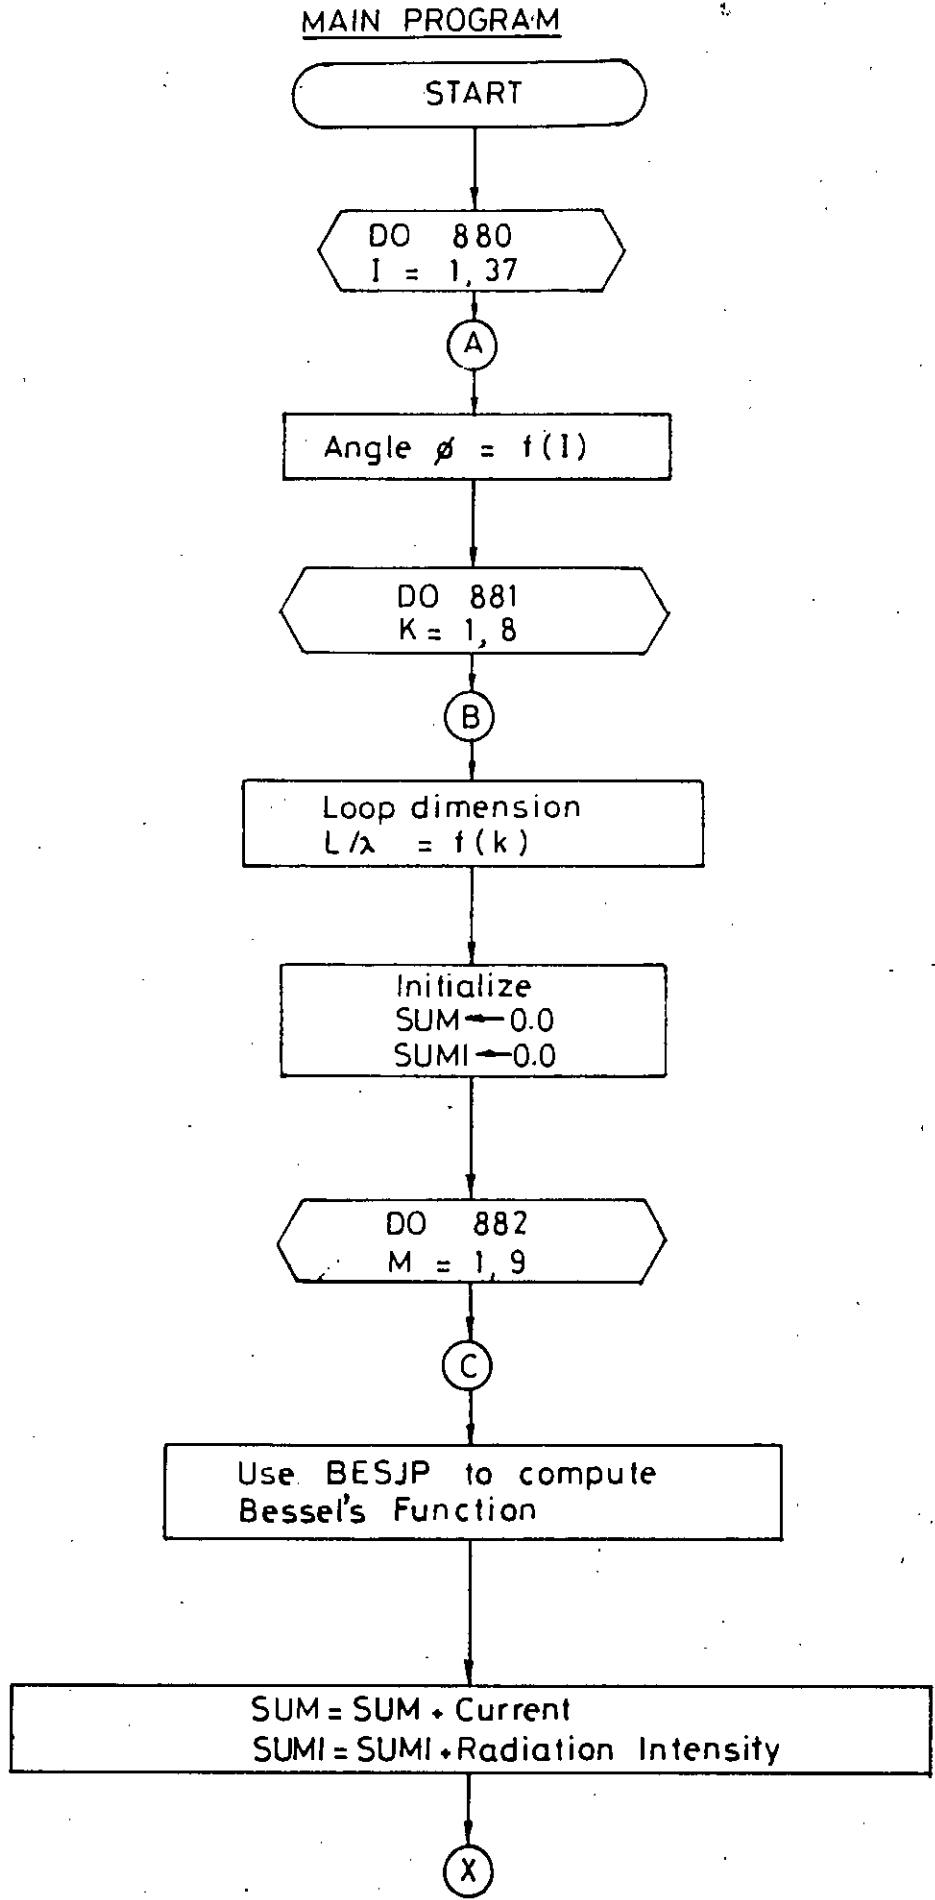 MAIN PROGRAM
START
DO 880
I = 1, 37
A
Angle ø = f(I)
DO 881
K = 1, 8
B
Loop dimension
L/λ = f(k)
Initialize
SUM ← 0.0
SUMI ← 0.0
DO 882
M = 1, 9
C
Use BESJP to compute
Bessel's Function
SUM = SUM + Current
SUMI = SUMI + Radiation Intensity
X